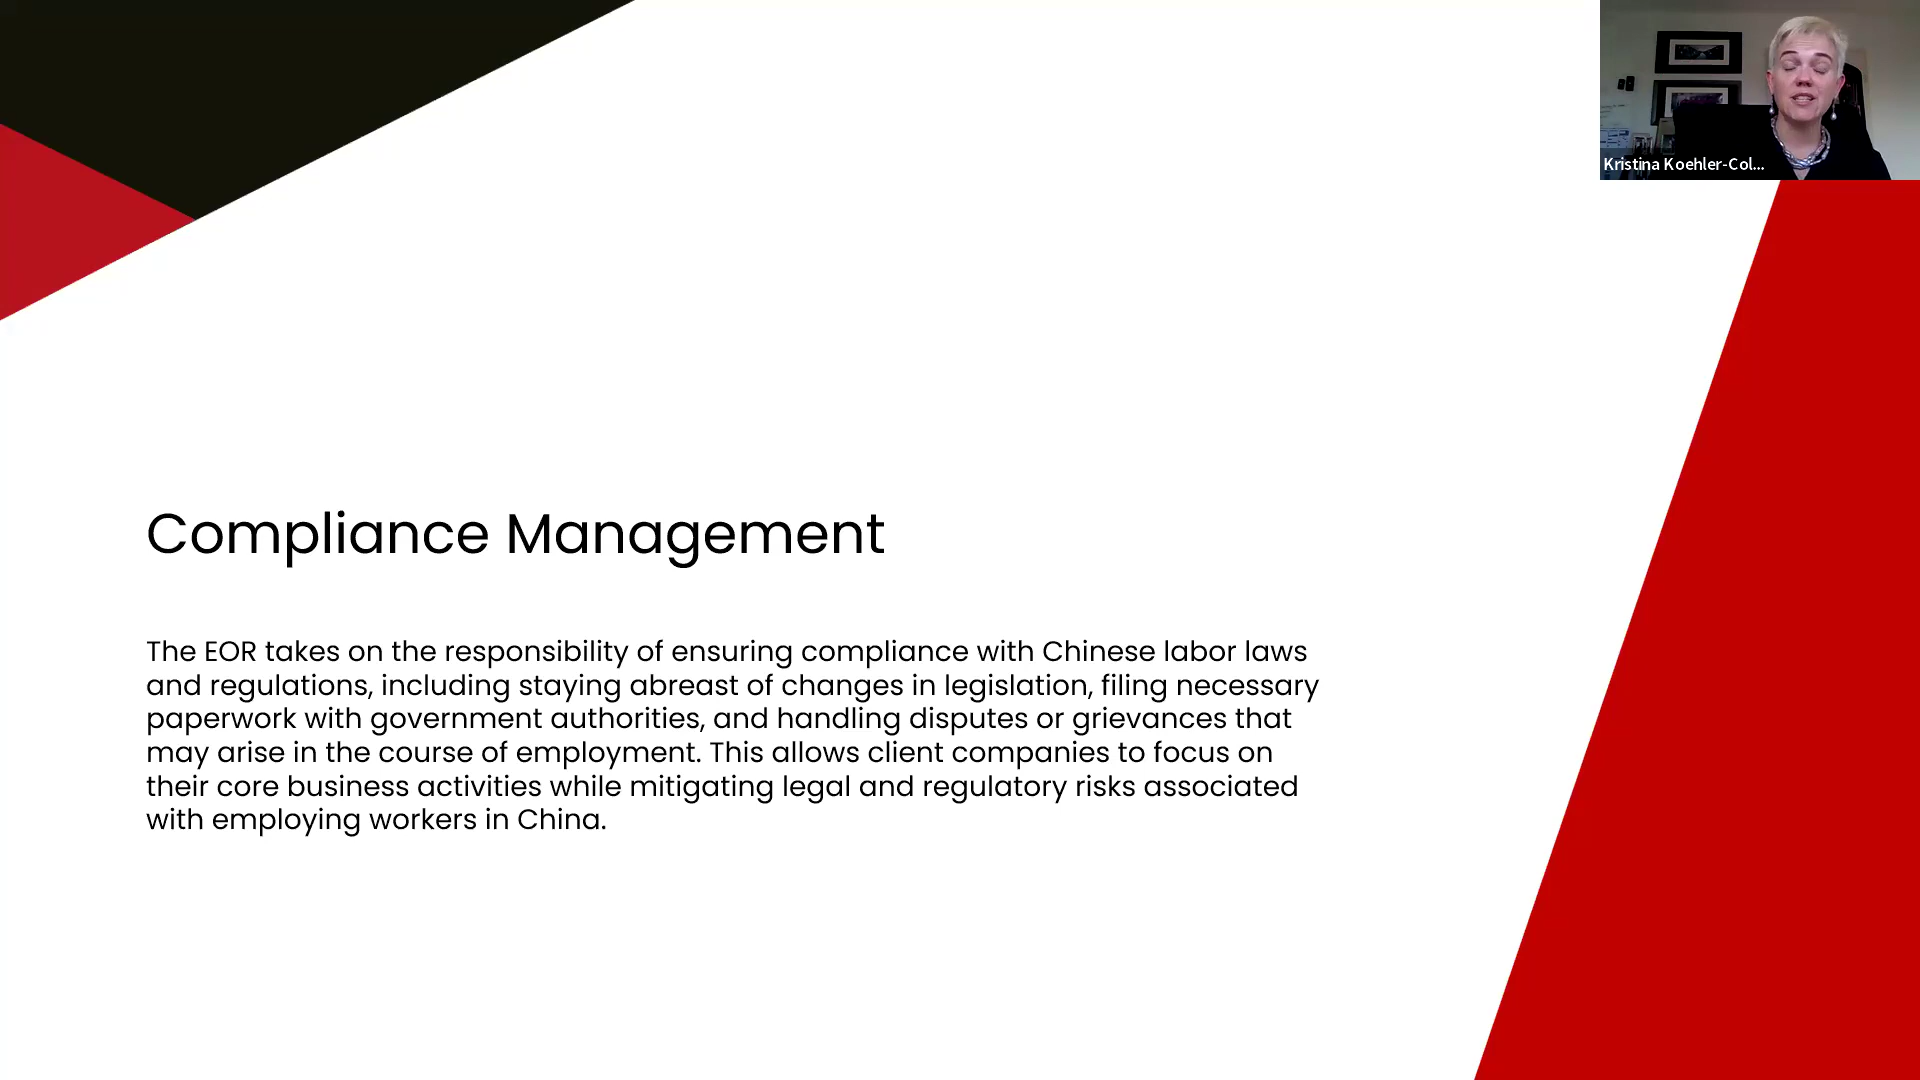 Kristina Koehler-Col...
Compliance Management
The EOR takes on the responsibility of ensuring compliance with Chinese labor laws
and regulations, including staying abreast of changes in legislation, filing necessary
paperwork with government authorities, and handling disputes or grievances that
may arise in the course of employment. This allows client companies to focus on
their core business activities while mitigating legal and regulatory risks associated
with employing workers in China.